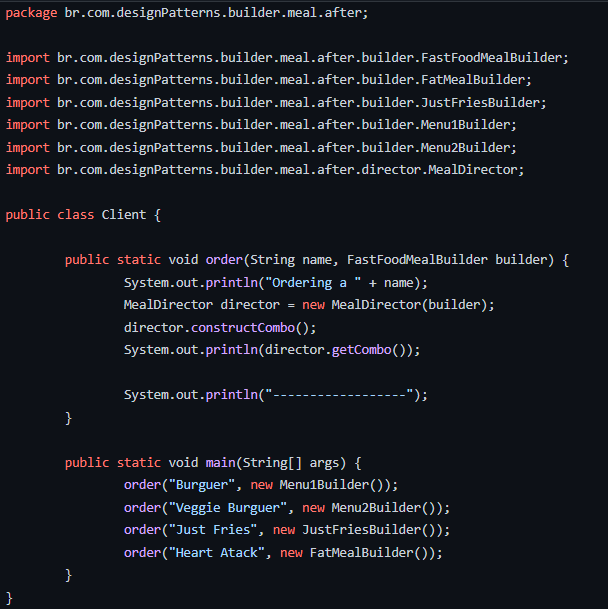 package br.com.designPatterns.builder.meal.after;
import br.com.designPatterns.builder.meal.after.builder.FastFoodMealBuilder;
import br.com.designPatterns.builder.meal.after.builder.FatMealBuilder;
import br.com.designPatterns.builder.meal.after.builder.JustFriesBuilder;
import br.com.designPatterns.builder.meal.after.builder.Menu1Builder;
import br.com.designPatterns.builder.meal.after.builder.Menu2Builder;
import br.com.designPatterns.builder.meal.after.director.MealDirector;
public class Client {
public static void order(String name, FastFoodMealBuilder builder) {
System.out.println("Ordering a " + name);
MealDirector director = new MealDirector(builder);
director.constructCombo();
System.out.println(director.getCombo());
System.out.println("------------------");
}
public static void main(String[] args) {
order("Burguer", new Menu1Builder());
order("Veggie Burguer", new Menu2Builder());
order("Just Fries", new JustFriesBuilder());
order("Heart Atack", new FatMealBuilder());
}
}